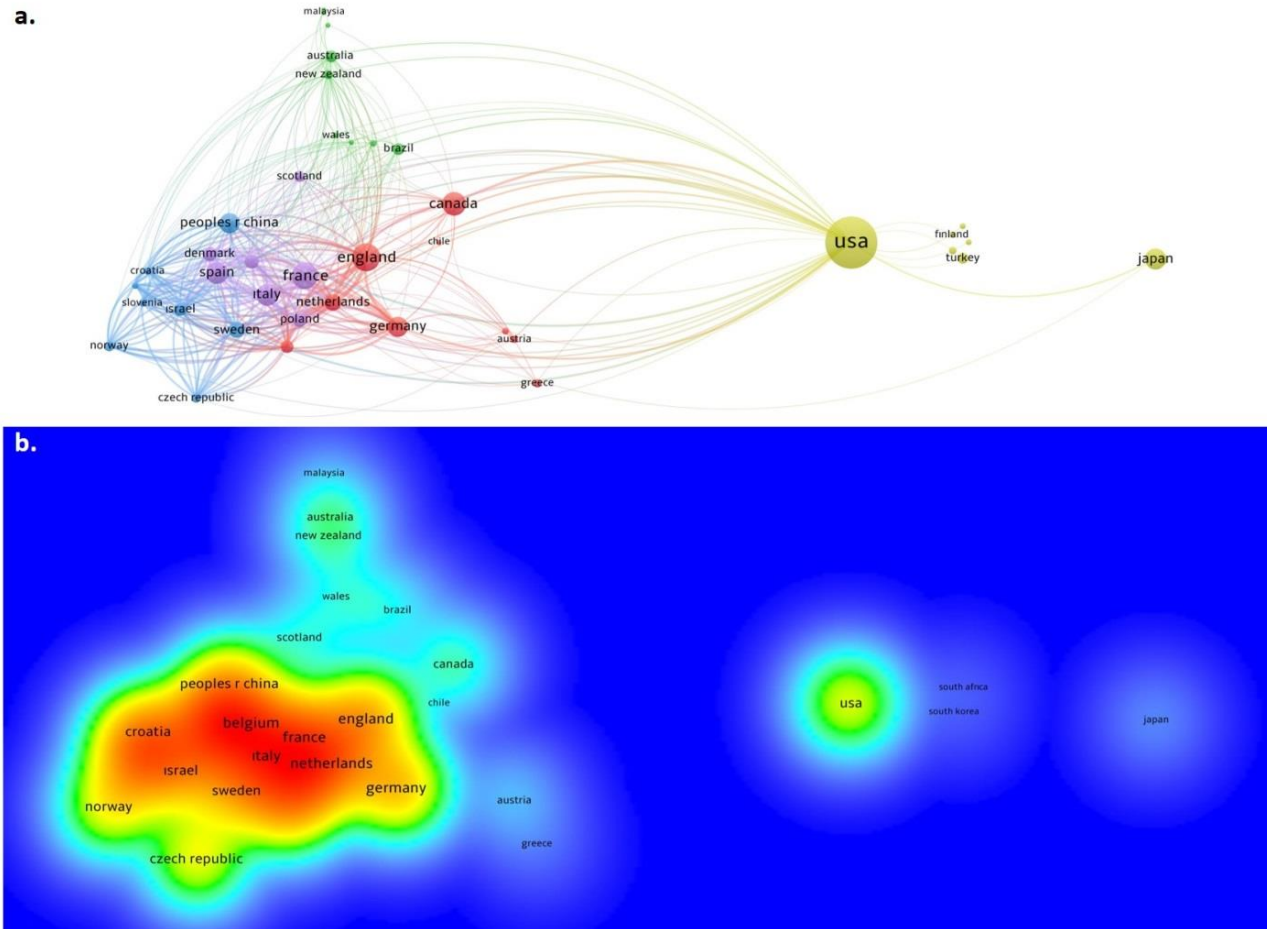 a.
malaysia
australia
new zealand
wales
brazil
scotland
canada
peoples r china
chile
usa
finland
denmark
england
turkey
japan
croatia
spain
france
italy
slovenia
israel
netherlands
poland
sweden
germany
norway
austria
greece
czech republic
b.
malaysia
australia
new zealand
wales
brazil
scotland
canada
peoples r china
chile
south africa
usa
south korea
belgium
england
japan
croatia
france
italy
netherlands
israel
sweden
germany
norway
austria
greece
czech republic